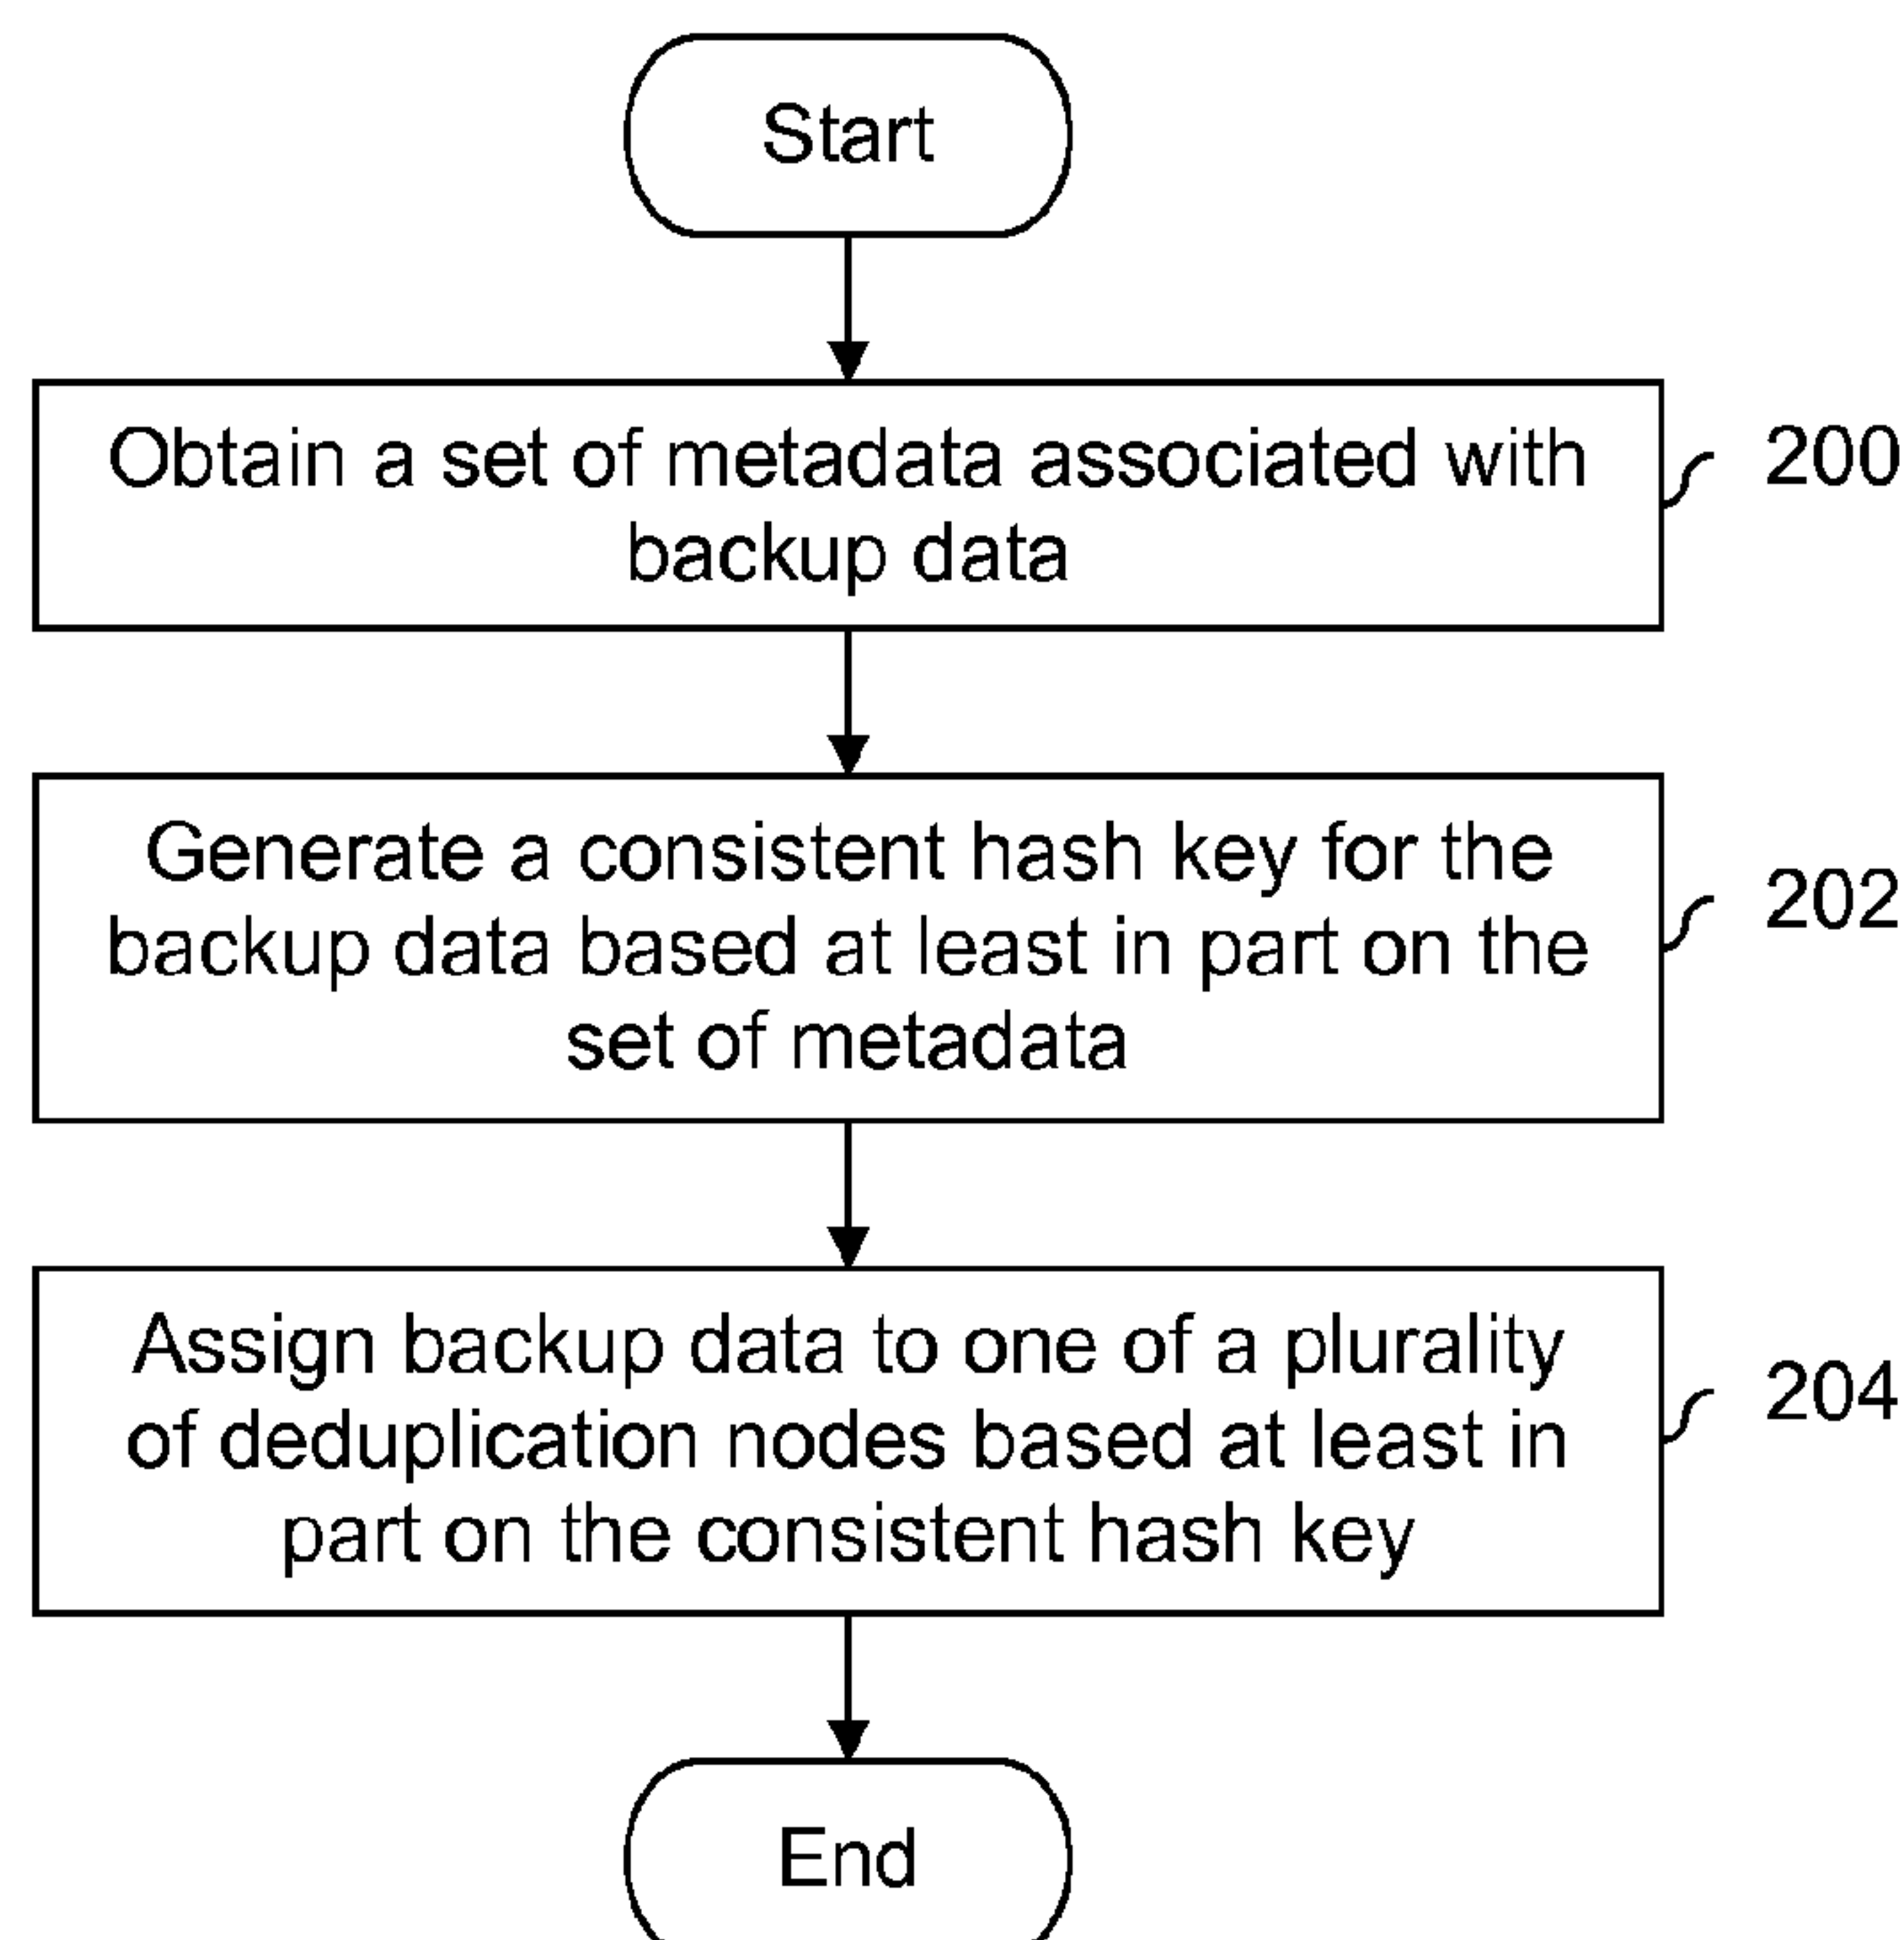 Start
Obtain a set of metadata associated with
backup data
200
Generate a consistent hash key for the
backup data based at least in part on the
set of metadata
202
Assign backup data to one of a plurality
of deduplication nodes based at least in
part on the consistent hash key
204
End